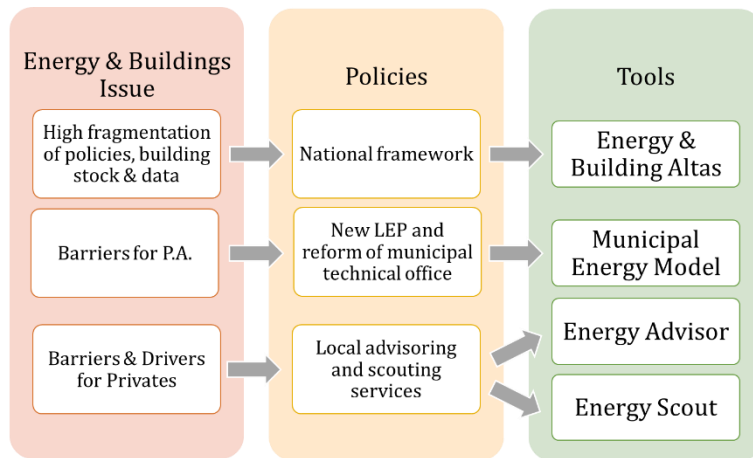 Energy & Buildings
Issue
High fragmentation
of policies, building
stock & data
Barriers for P.A.
Barriers & Drivers
for Privates
Policies
National framework
New LEP and
reform of municipal
technical office
Local advisoring
and scouting
services
Tools
Energy &
Building Altas
Municipal
Energy Model
Energy Advisor
Energy Scout